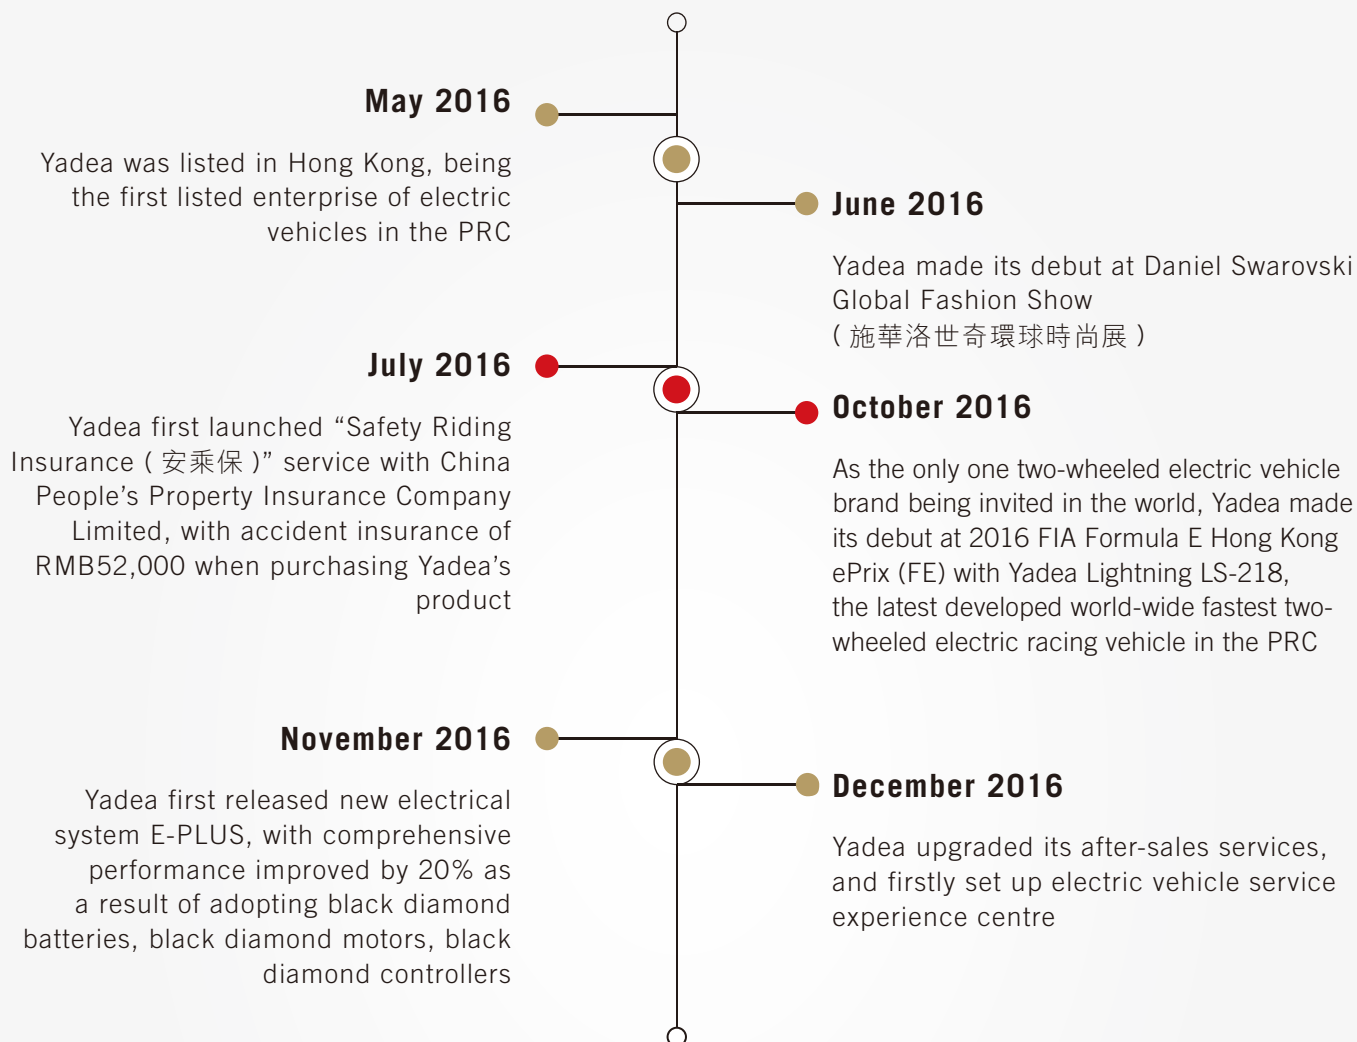 May 2016
Yadea was listed in Hong Kong, being
the first listed enterprise of electric
vehicles in the PRC
June 2016
Yadea made its debut at Daniel Swarovski
Global Fashion Show
( 施華洛世奇環球時尚展 )
July 2016
Yadea first launched “Safety Riding
Insurance ( 安乘保 )” service with China
People’s Property Insurance Company
Limited, with accident insurance of
RMB52,000 when purchasing Yadea’s
product
October 2016
As the only one two-wheeled electric vehicle
brand being invited in the world, Yadea made
its debut at 2016 FIA Formula E Hong Kong
ePrix (FE) with Yadea Lightning LS-218,
the latest developed world-wide fastest two-
wheeled electric racing vehicle in the PRC
November 2016
Yadea first released new electrical
system E-PLUS, with comprehensive
performance improved by 20% as
a result of adopting black diamond
batteries, black diamond motors, black
diamond controllers
December 2016
Yadea upgraded its after-sales services,
and firstly set up electric vehicle service
experience centre